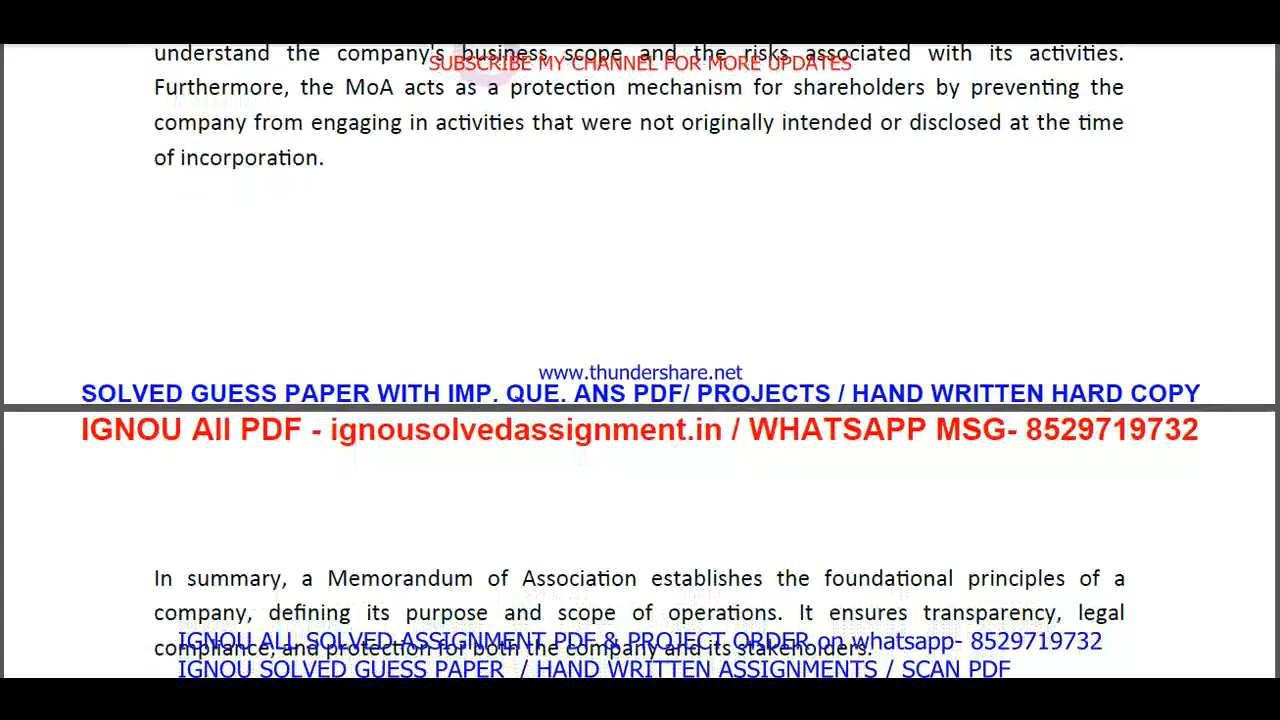 understand the company's business scope and the risks associated with its activities.
SUBSCRIBE MY CHANNEL FOR MORE UPDATES
Furthermore, the MoA acts as a protection mechanism for shareholders by preventing the
company from engaging in activities that were not originally intended or disclosed at the time
of incorporation.
www.thundershare.net
SOLVED GUESS PAPER WITH IMP. QUE. ANS PDF/ PROJECTS / HAND WRITTEN HARD COPY
IGNOU All PDF - ignousolvedassignment.in / WHATSAPP MSG- 8529719732
In summary, a Memorandum of Association establishes the foundational principles of a
company, defining its purpose and scope of operations. It ensures transparency, legal
IGNOU ALL SOLVED ASSIGNMENT PDF & PROJECT ORDER on whatsapp- 8529719732
compliance, and protection for both the company and its stakeholders.
IGNOU SOLVED GUESS PAPER / HAND WRITTEN ASSIGNMENTS / SCAN PDF